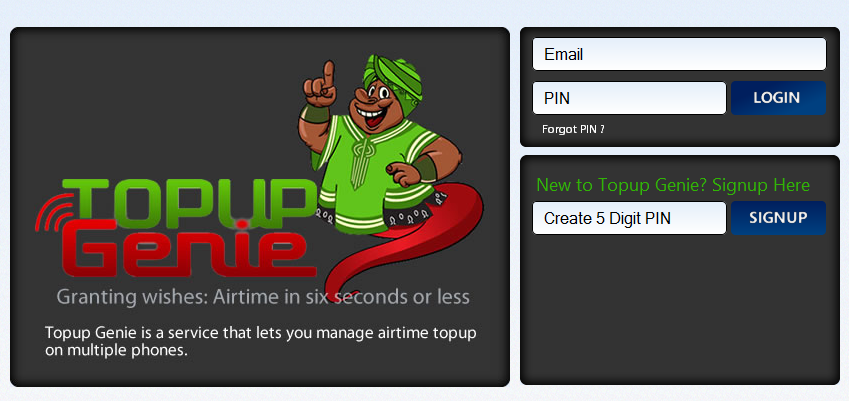 TOPUP
Genie
Granting wishes: Airtime in six seconds or less
Topup Genie is a service that lets you manage airtime topup
on multiple phones.
Email
PIN
LOGIN
Forgot PIN ?
New to Topup Genie? Signup Here
Create 5 Digit PIN
SIGNUP